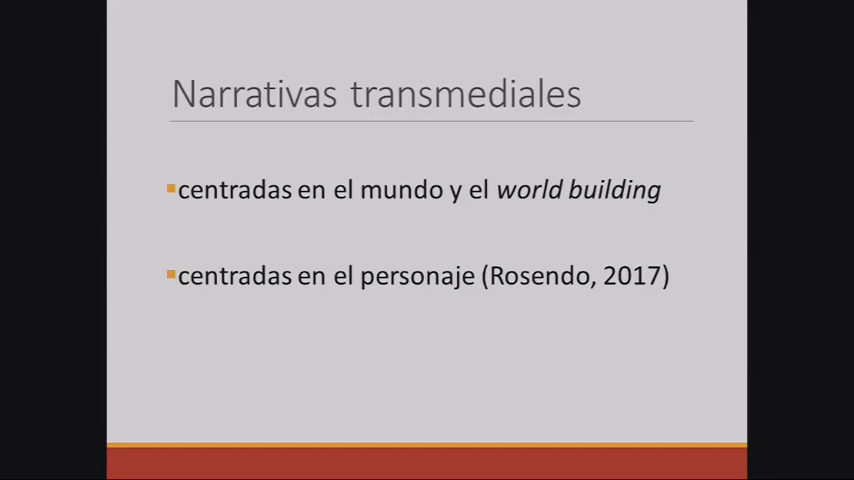 Narrativas transmediales
centradas en el mundo y el world building
centradas en el personaje (Rosendo, 2017)